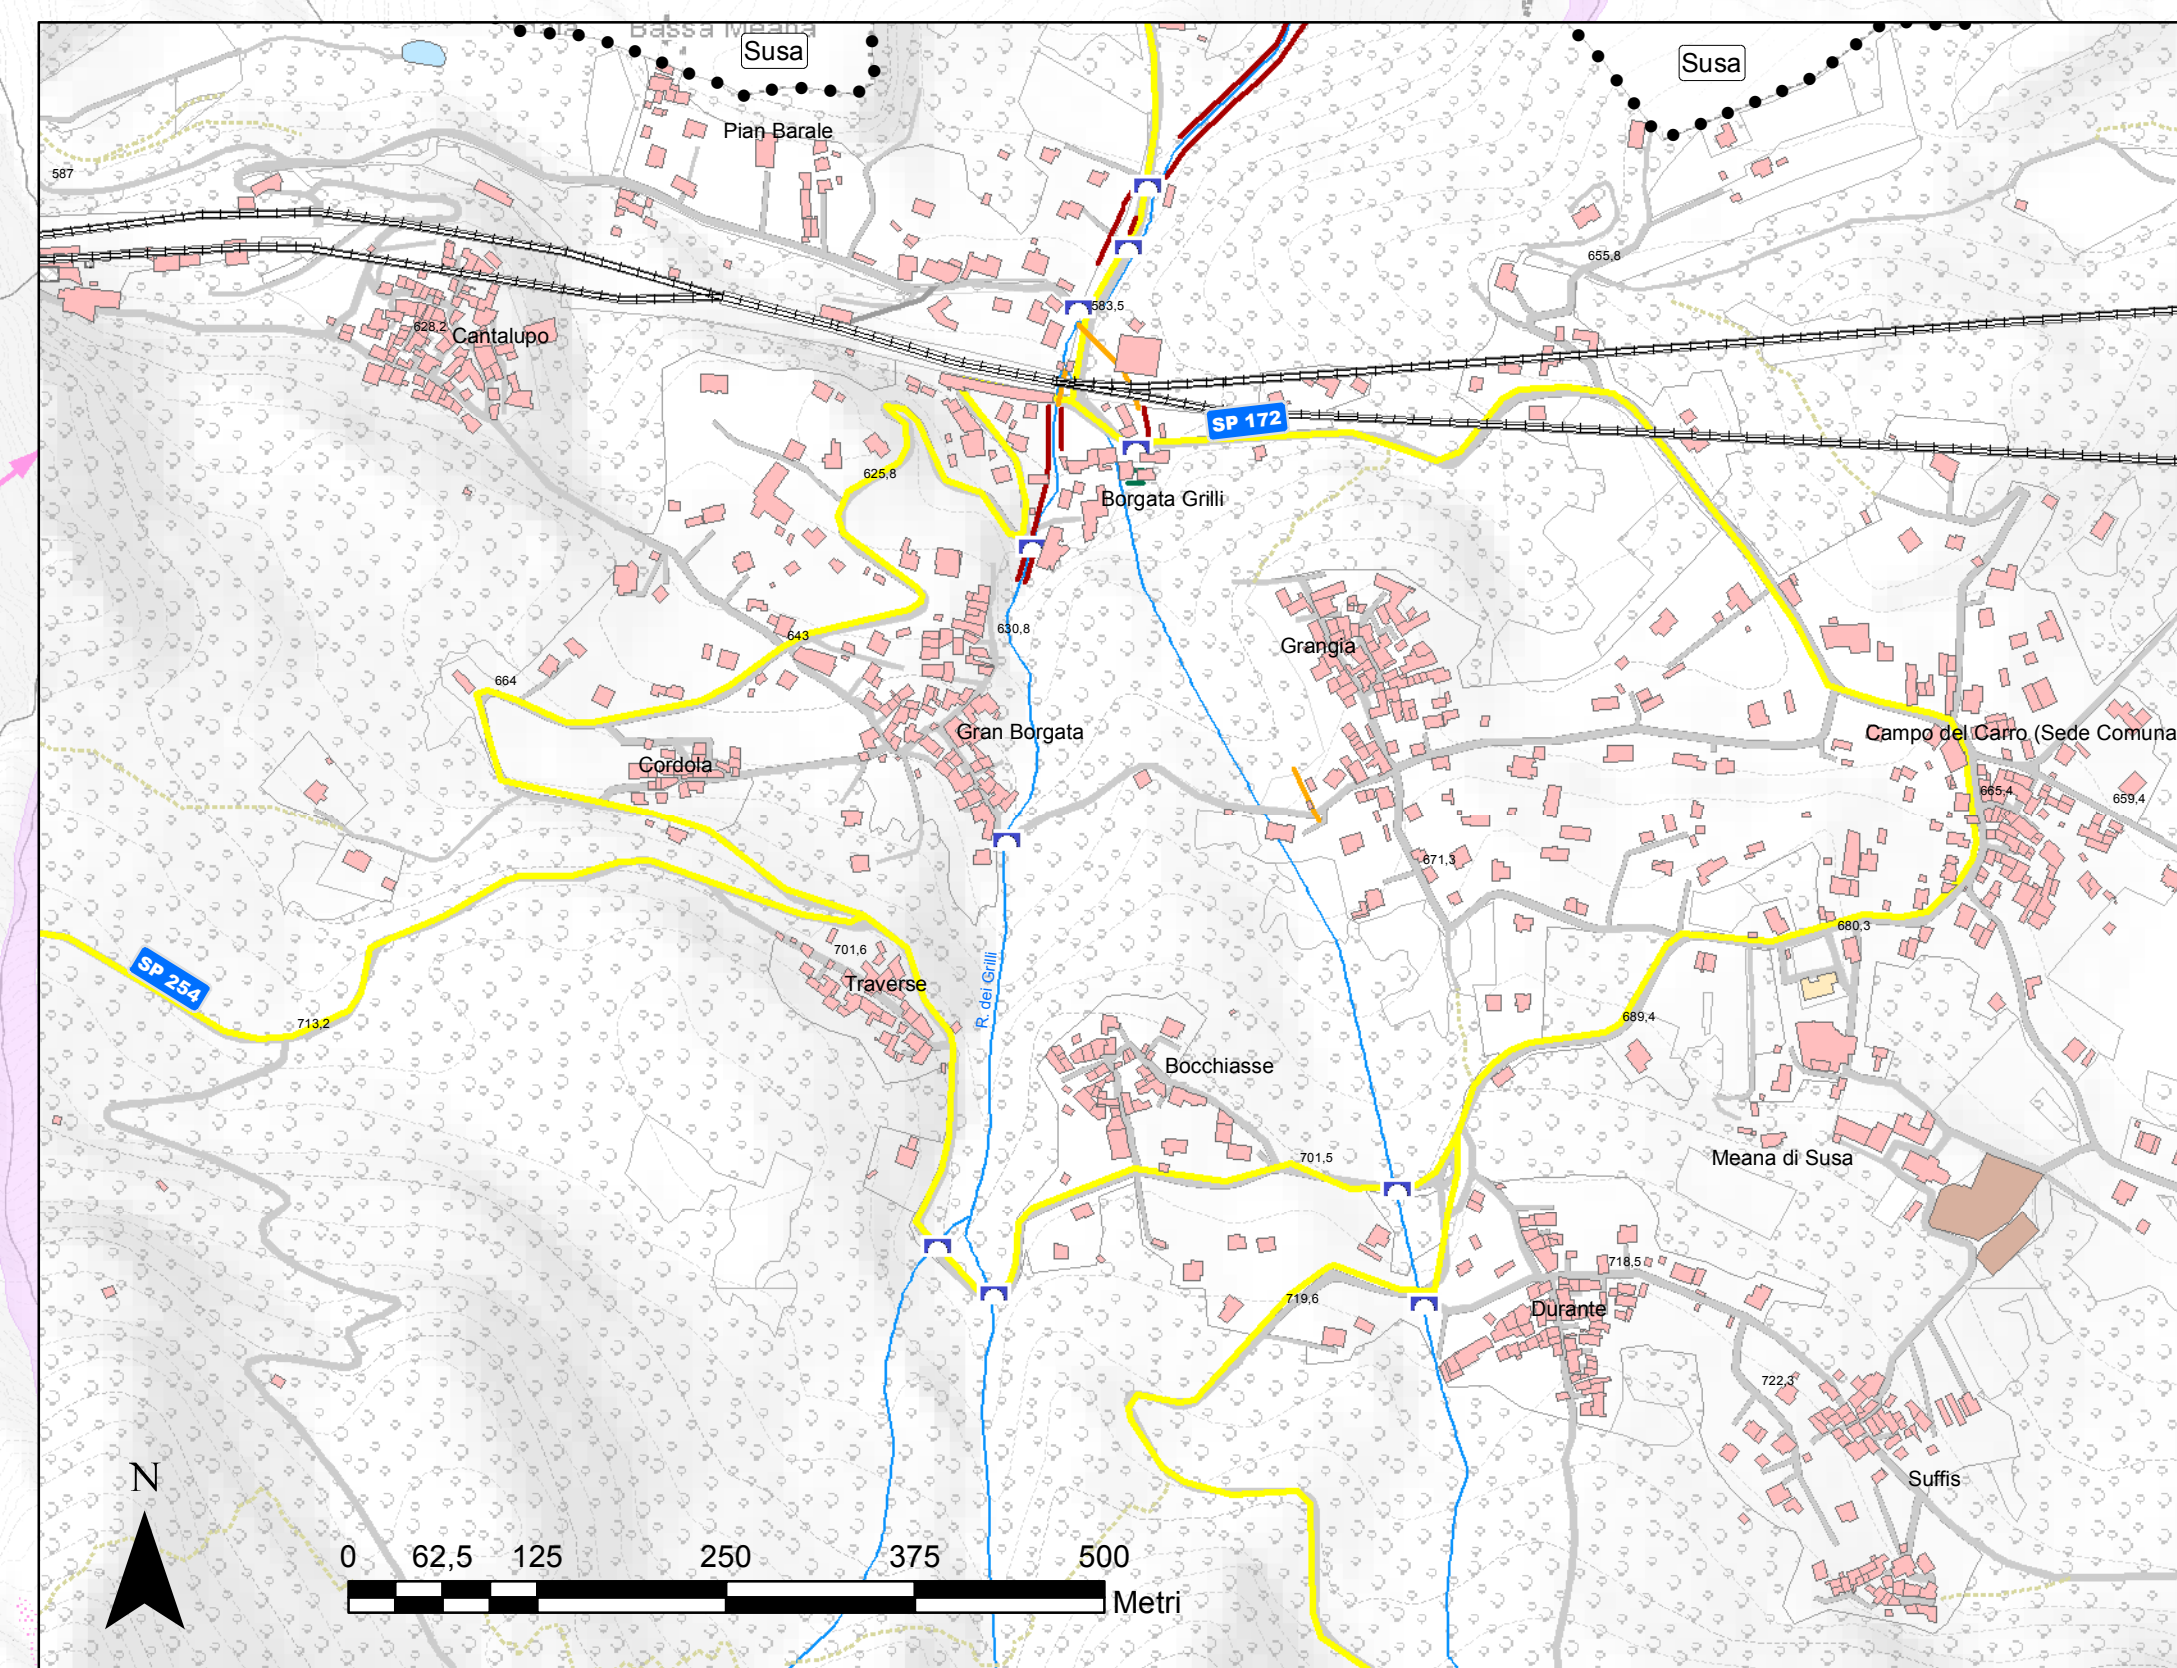 Bassa Meana
Susa
Susa
Pian Barale
587
655,8
583,5
628,2
Cantalupo
SP 172
625,8
Borgata Grilli
630,8
643
Grangia
664
Gran Borgata
Campo del Carro (Sede Comuna
Cordola
665,4
659,4
671,3
680,3
701,6
SP 254
Traverse
R. dei Grilli
713,2
689,4
Bocchiasse
701,5
Meana di Susa
718,5
719,6
Durante
722,3
N
Suffis
0 62,5 125 250 375 500
Metri